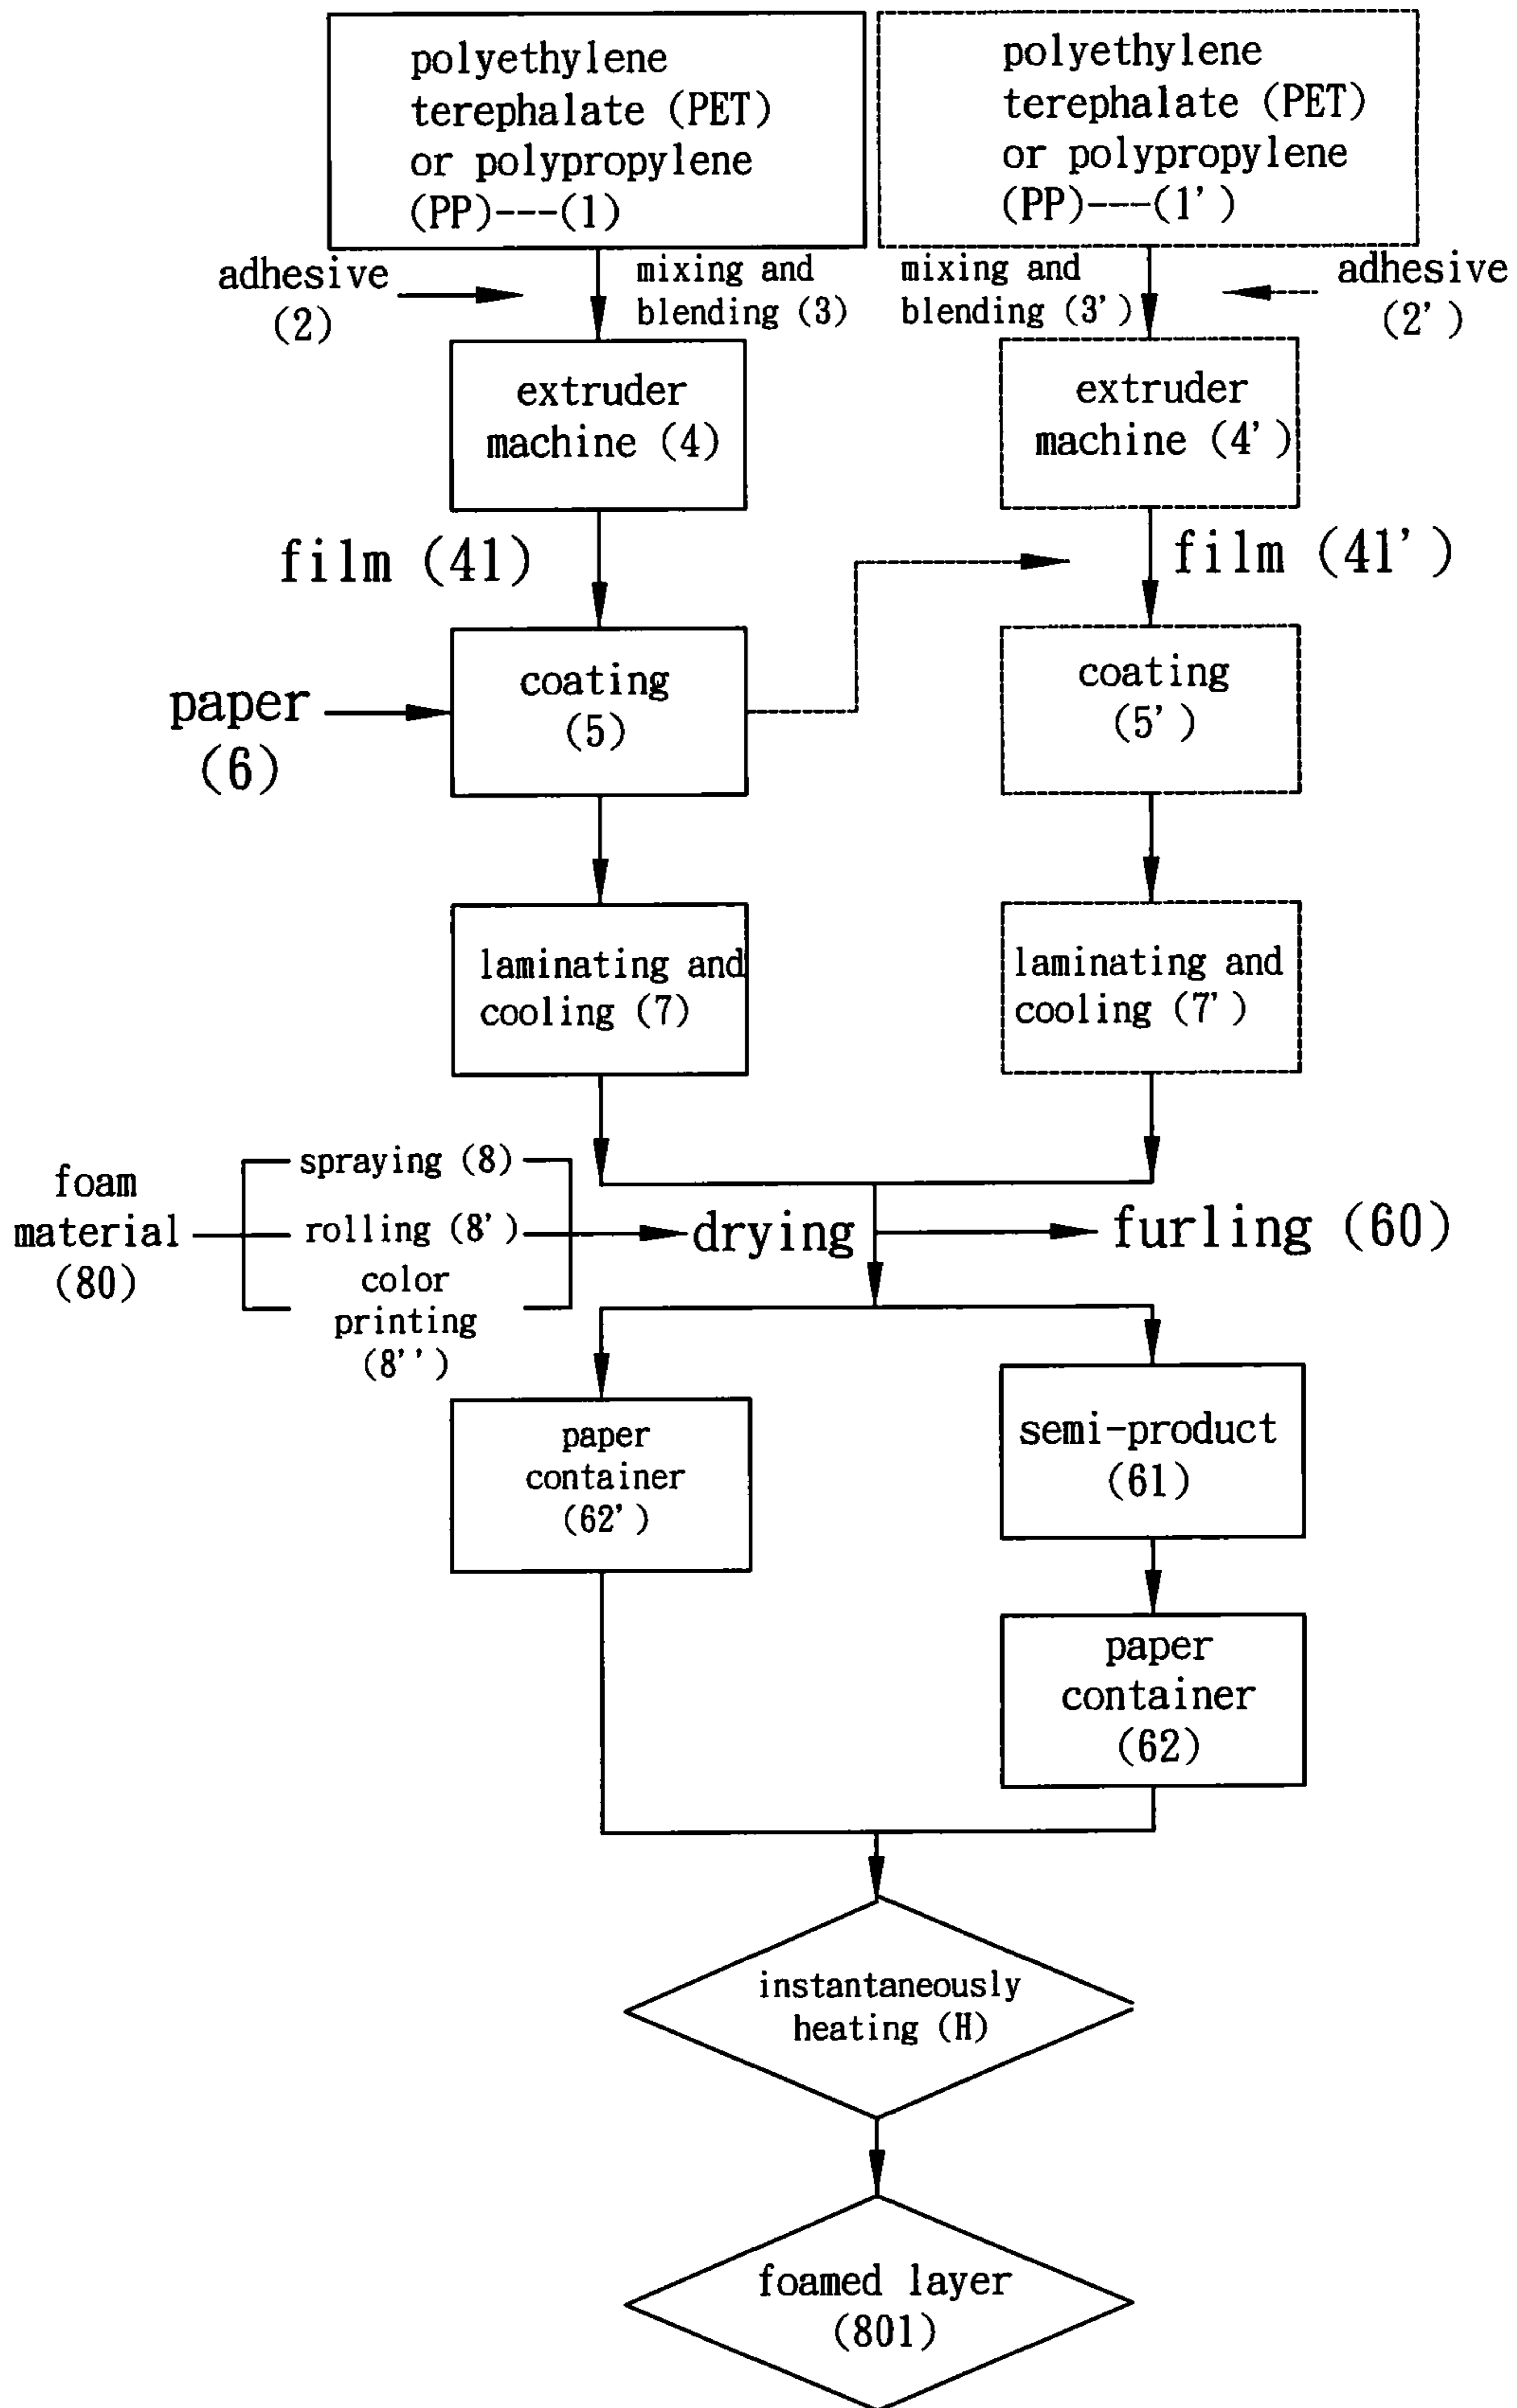 polyethylene
terephalate (PET)
or polypropylene
(PP)---(1)
polyethylene
terephalate (PET)
or polypropylene
(PP)---(1')
adhesive
(2)
mixing and
blending (3)
mixing and
blending (3')
adhesive
(2')
extruder
machine (4)
extruder
machine (4')
film (41)
film (41')
paper
(6)
coating
(5)
coating
(5')
laminating and
cooling (7)
laminating and
cooling (7')
foam
material
(80)
spraying (8)
rolling (8')
color
printing
(8'')
drying
furling (60)
paper
container
(62')
semi-product
(61)
paper
container
(62)
instantaneously
heating (H)
foamed layer
(801)